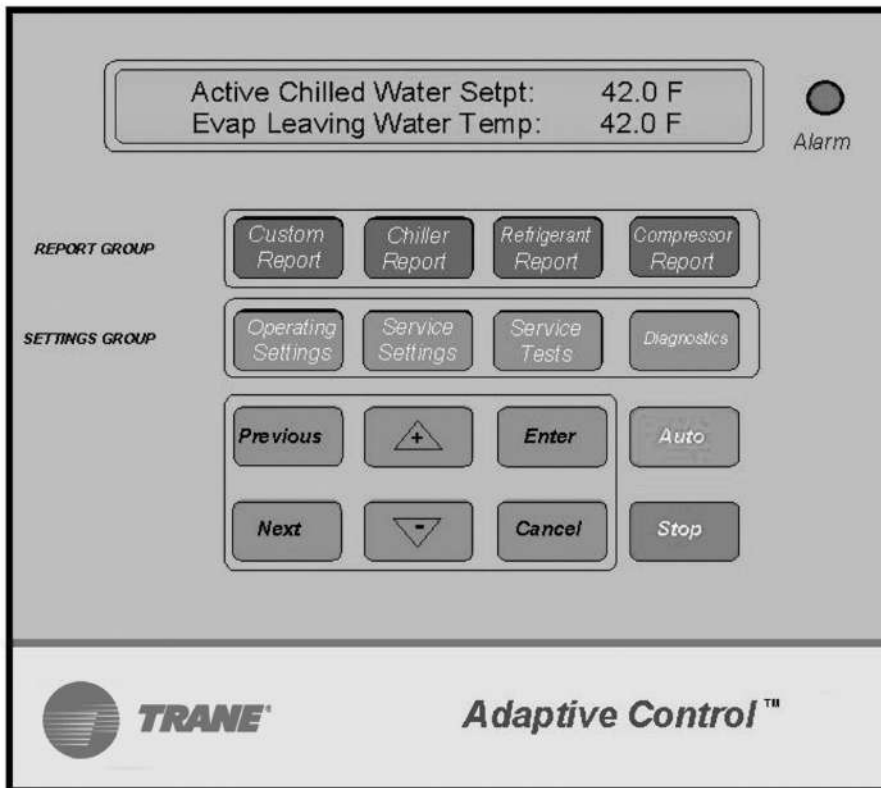 Active Chilled Water Setpt: 42.0 F
Evap Leaving Water Temp: 42.0 F
Alarm
REPORT GROUP
Custom Report
Chiller Report
Refrigerant Report
Compressor Report
SETTINGS GROUP
Operating Settings
Service Settings
Service Tests
Diagnostics
Previous
+
Enter
Auto
Next
-
Cancel
Stop
TRANE®
Adaptive Control™